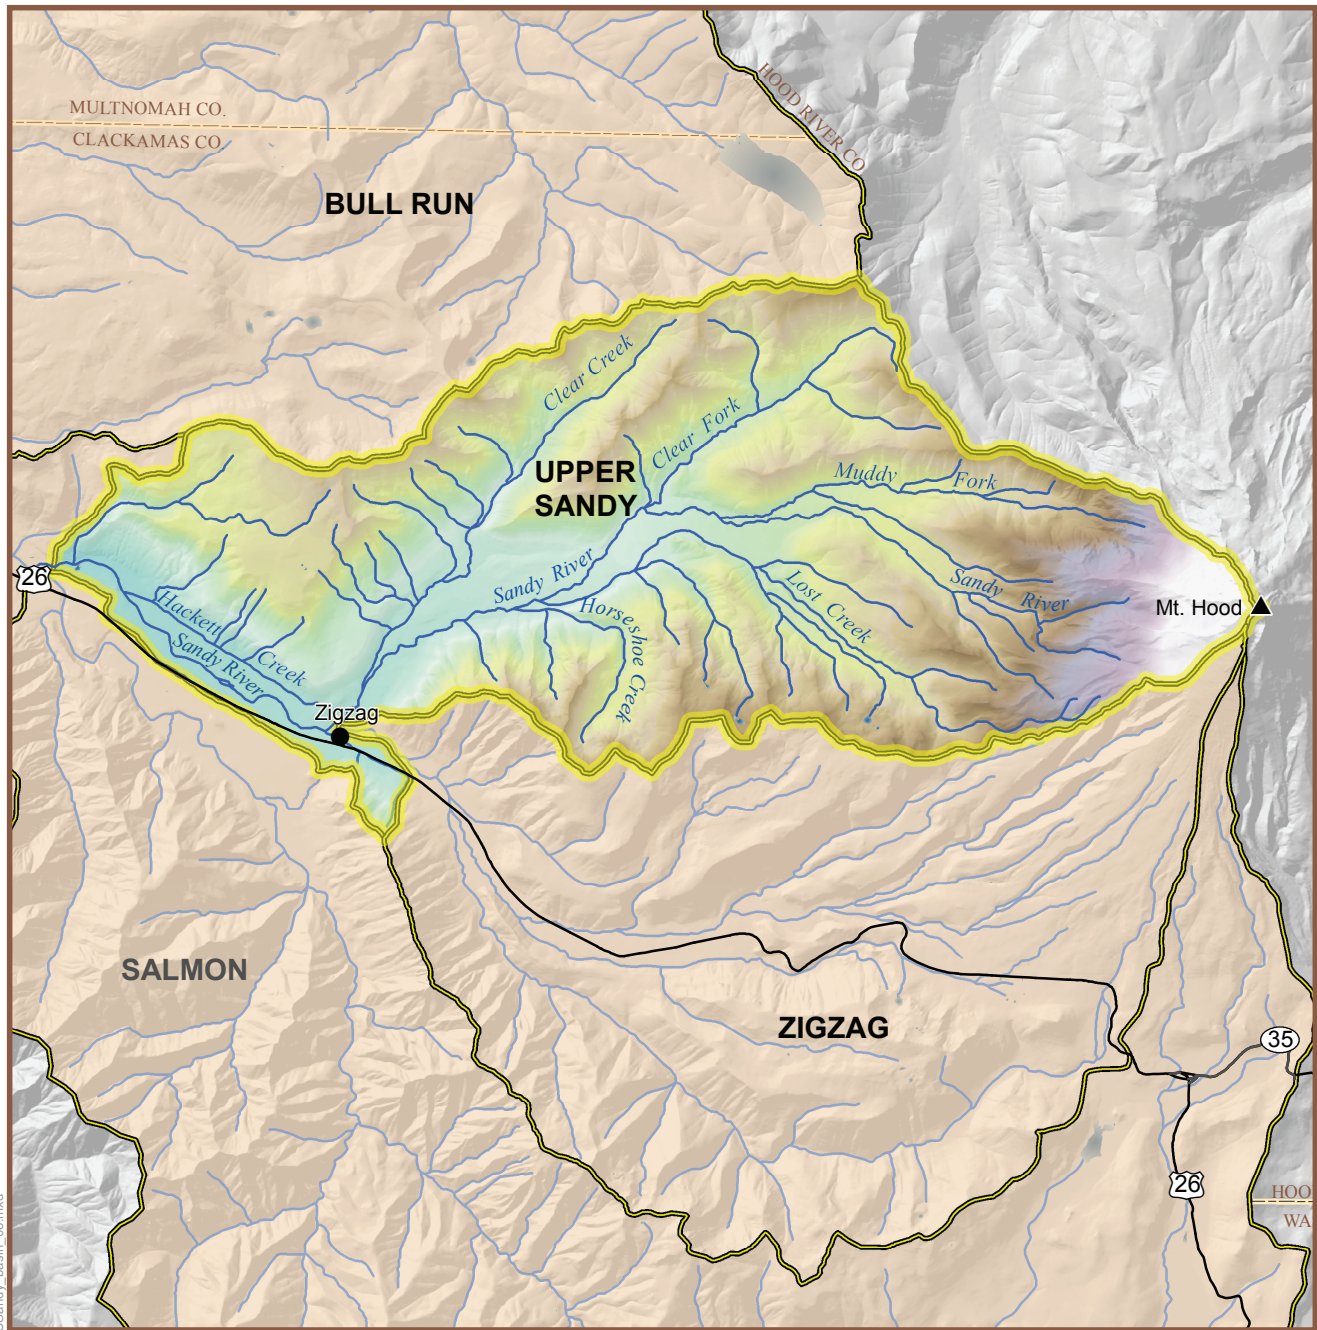 HOOD RIVER CO.
MULTNOMAH CO.
CLACKAMAS CO
BULL RUN
Clear Creek
Clear Fork
UPPER
SANDY
Muddy Fork
26
Sandy River
Sandy River
Lost Creek
Mt. Hood
Hackett Creek
Horseshoe Creek
Sandy River
Zigzag
SALMON
ZIGZAG
35
26
HOO
WA